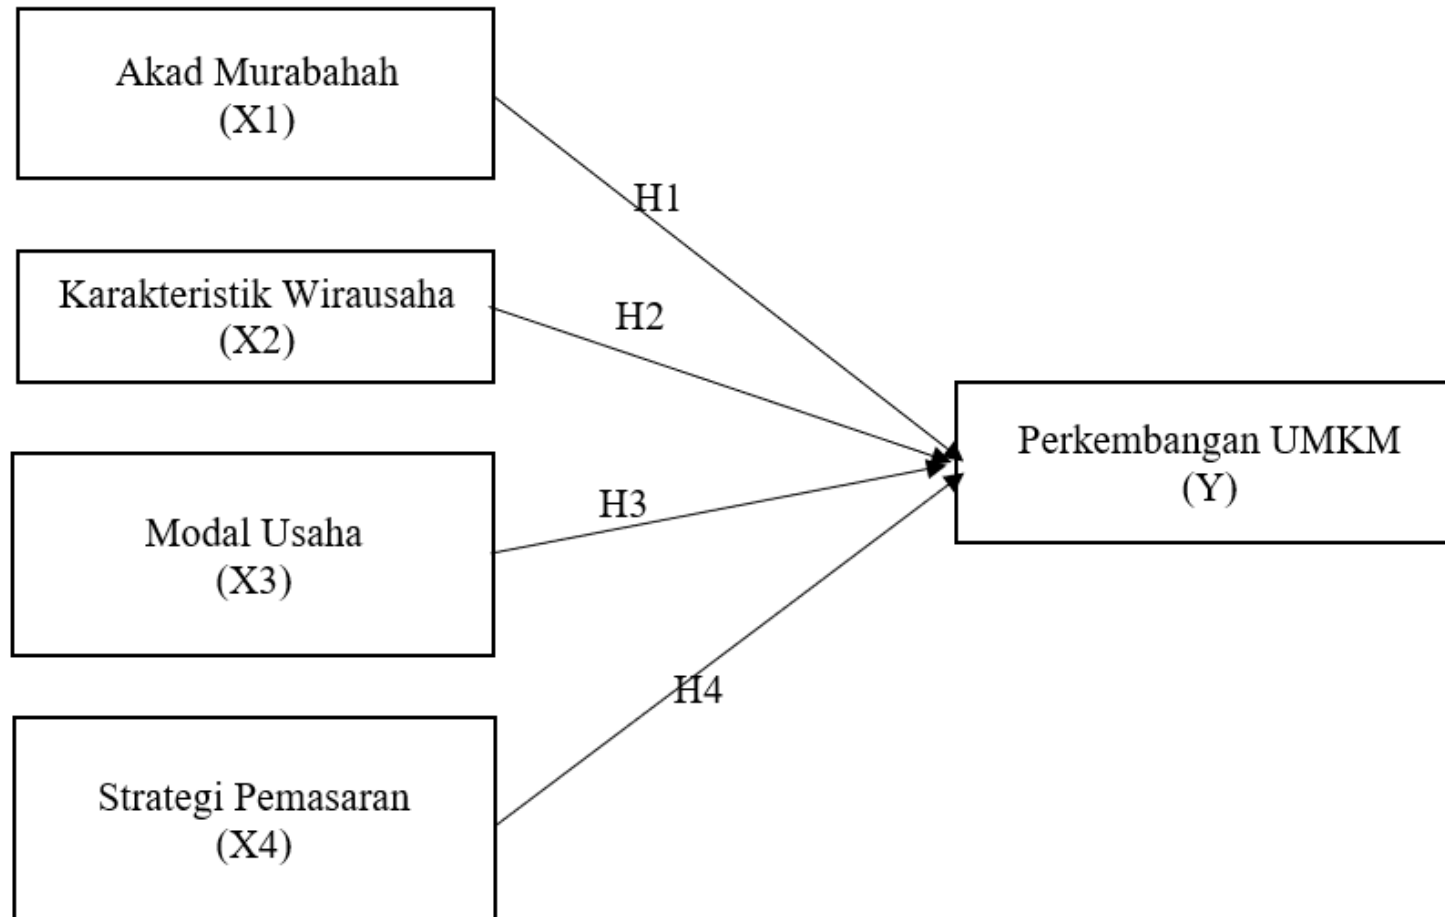 Akad Murabahah
(X1)
H1
Karakteristik Wirausaha
(X2)
H2
Perkembangan UMKM
(Y)
Modal Usaha
(X3)
H3
H4
Strategi Pemasaran
(X4)